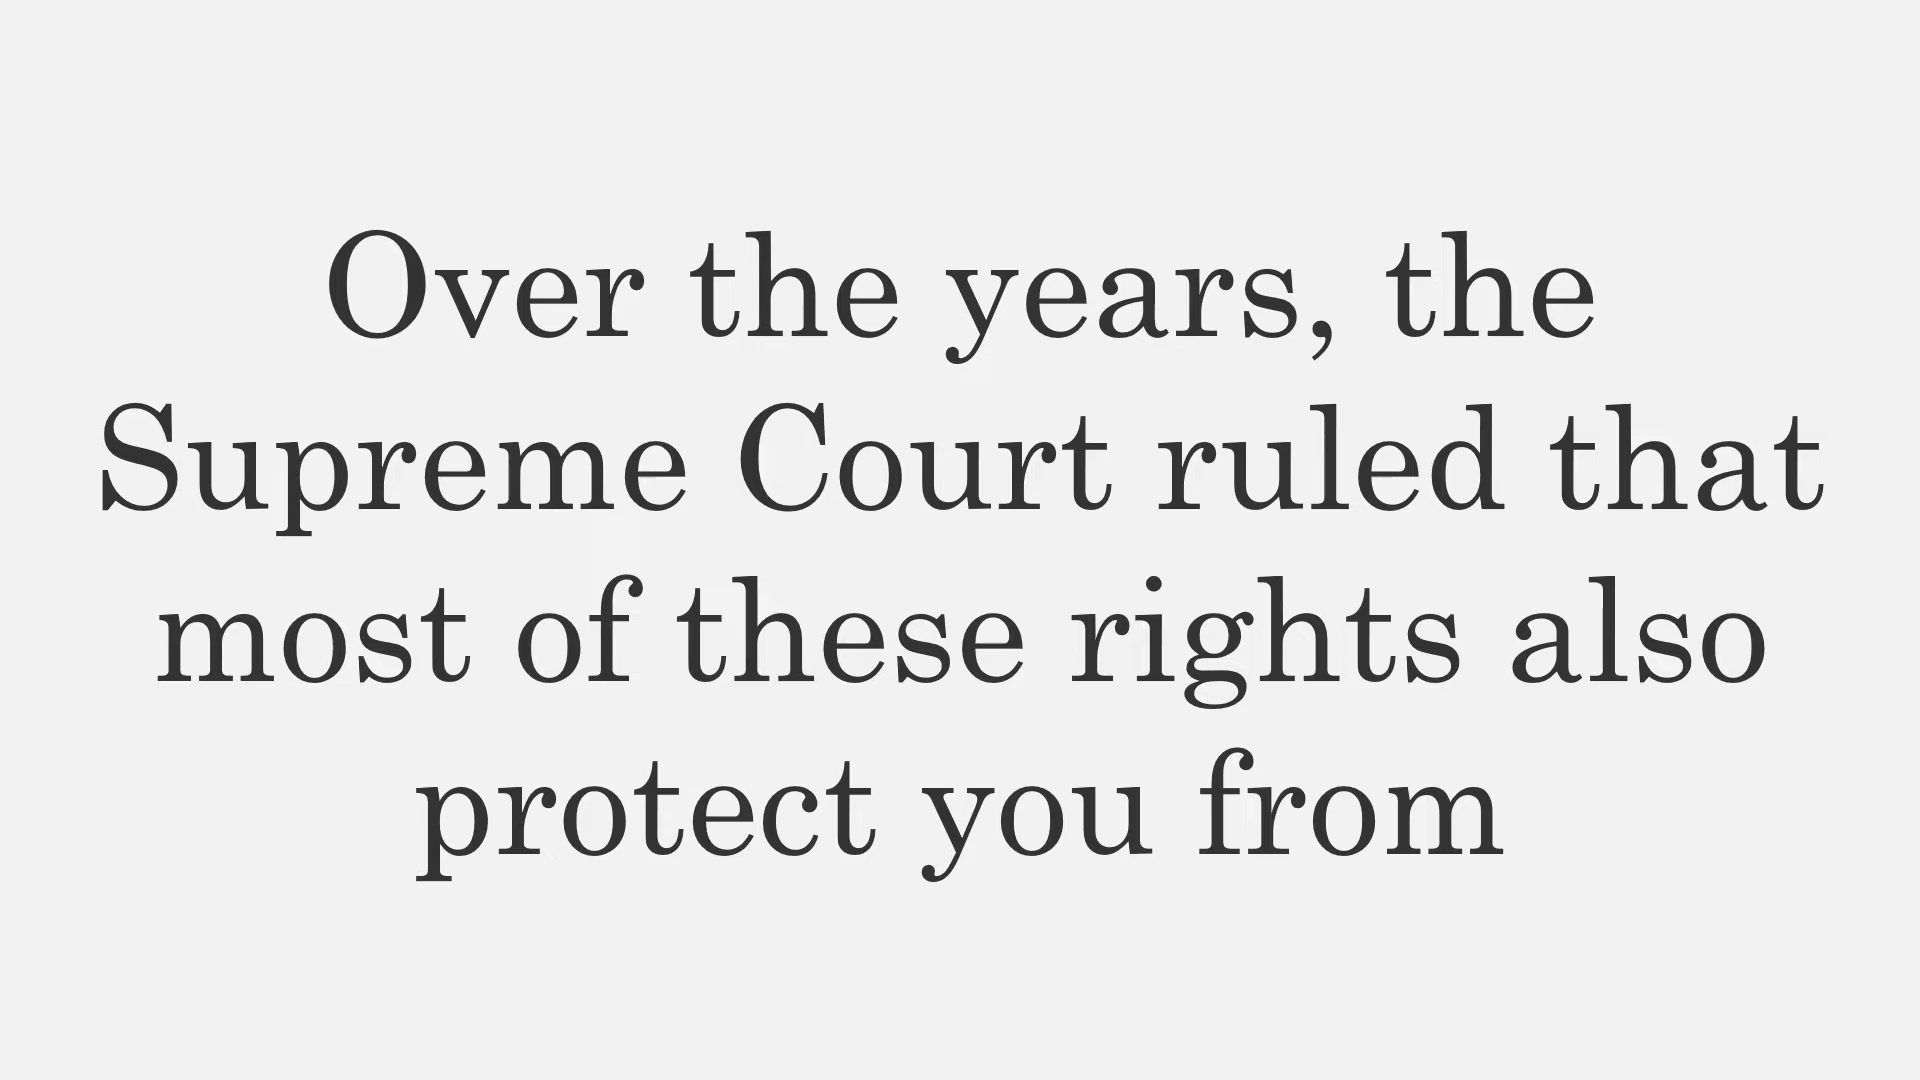 Over the years, the
Supreme Court ruled that
most of these rights also
protect you from